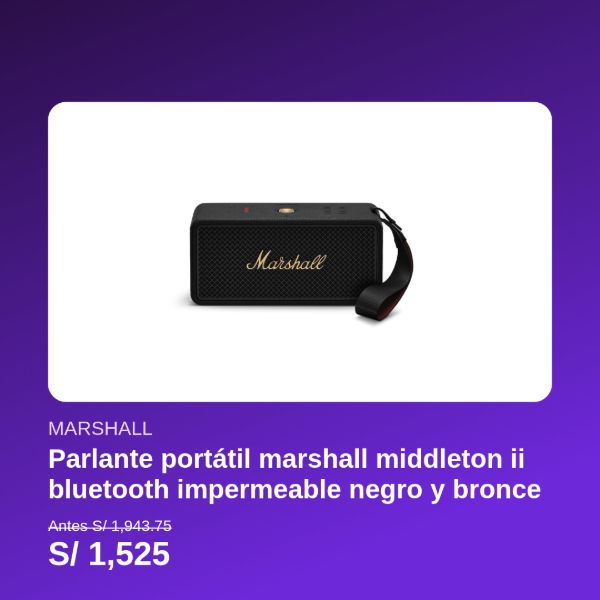 Marshall
MARSHALL
Parlante portátil marshall middleton ii
bluetooth impermeable negro y bronce
Antes S/ 1,943.75
S/ 1,525